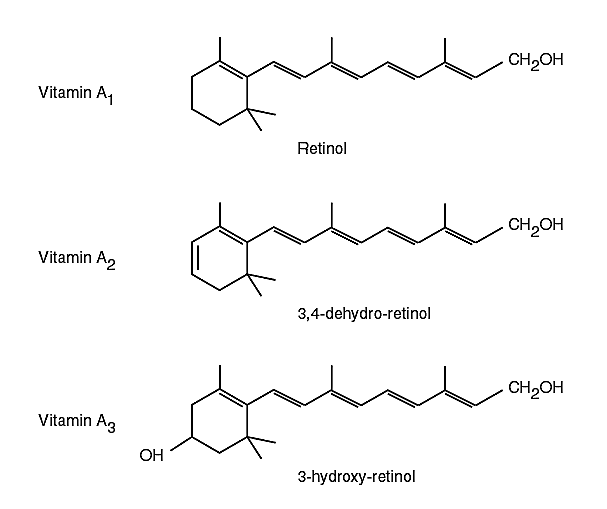 CH₂OH
Vitamin A₁
Retinol
CH₂OH
Vitamin A₂
3,4-dehydro-retinol
CH₂OH
Vitamin A₃
OH
3-hydroxy-retinol